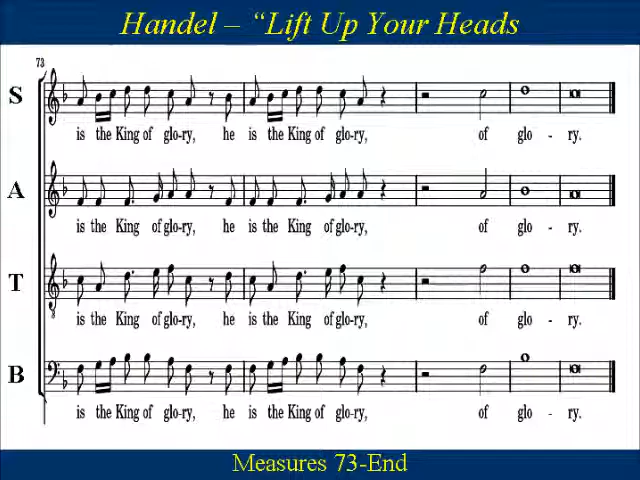 Handel – “Lift Up Your Heads
73
S
is the King of glo-ry, he is the King of glo-ry, of glo - ry.
A
is the King of glo-ry, he is the King of glo-ry, of glo - ry.
T
8
is the King of glo-ry, he is the King of glo-ry, of glo - ry.
B
is the King of glo-ry, he is the King of glo-ry, of glo - ry.
Measures 73-End